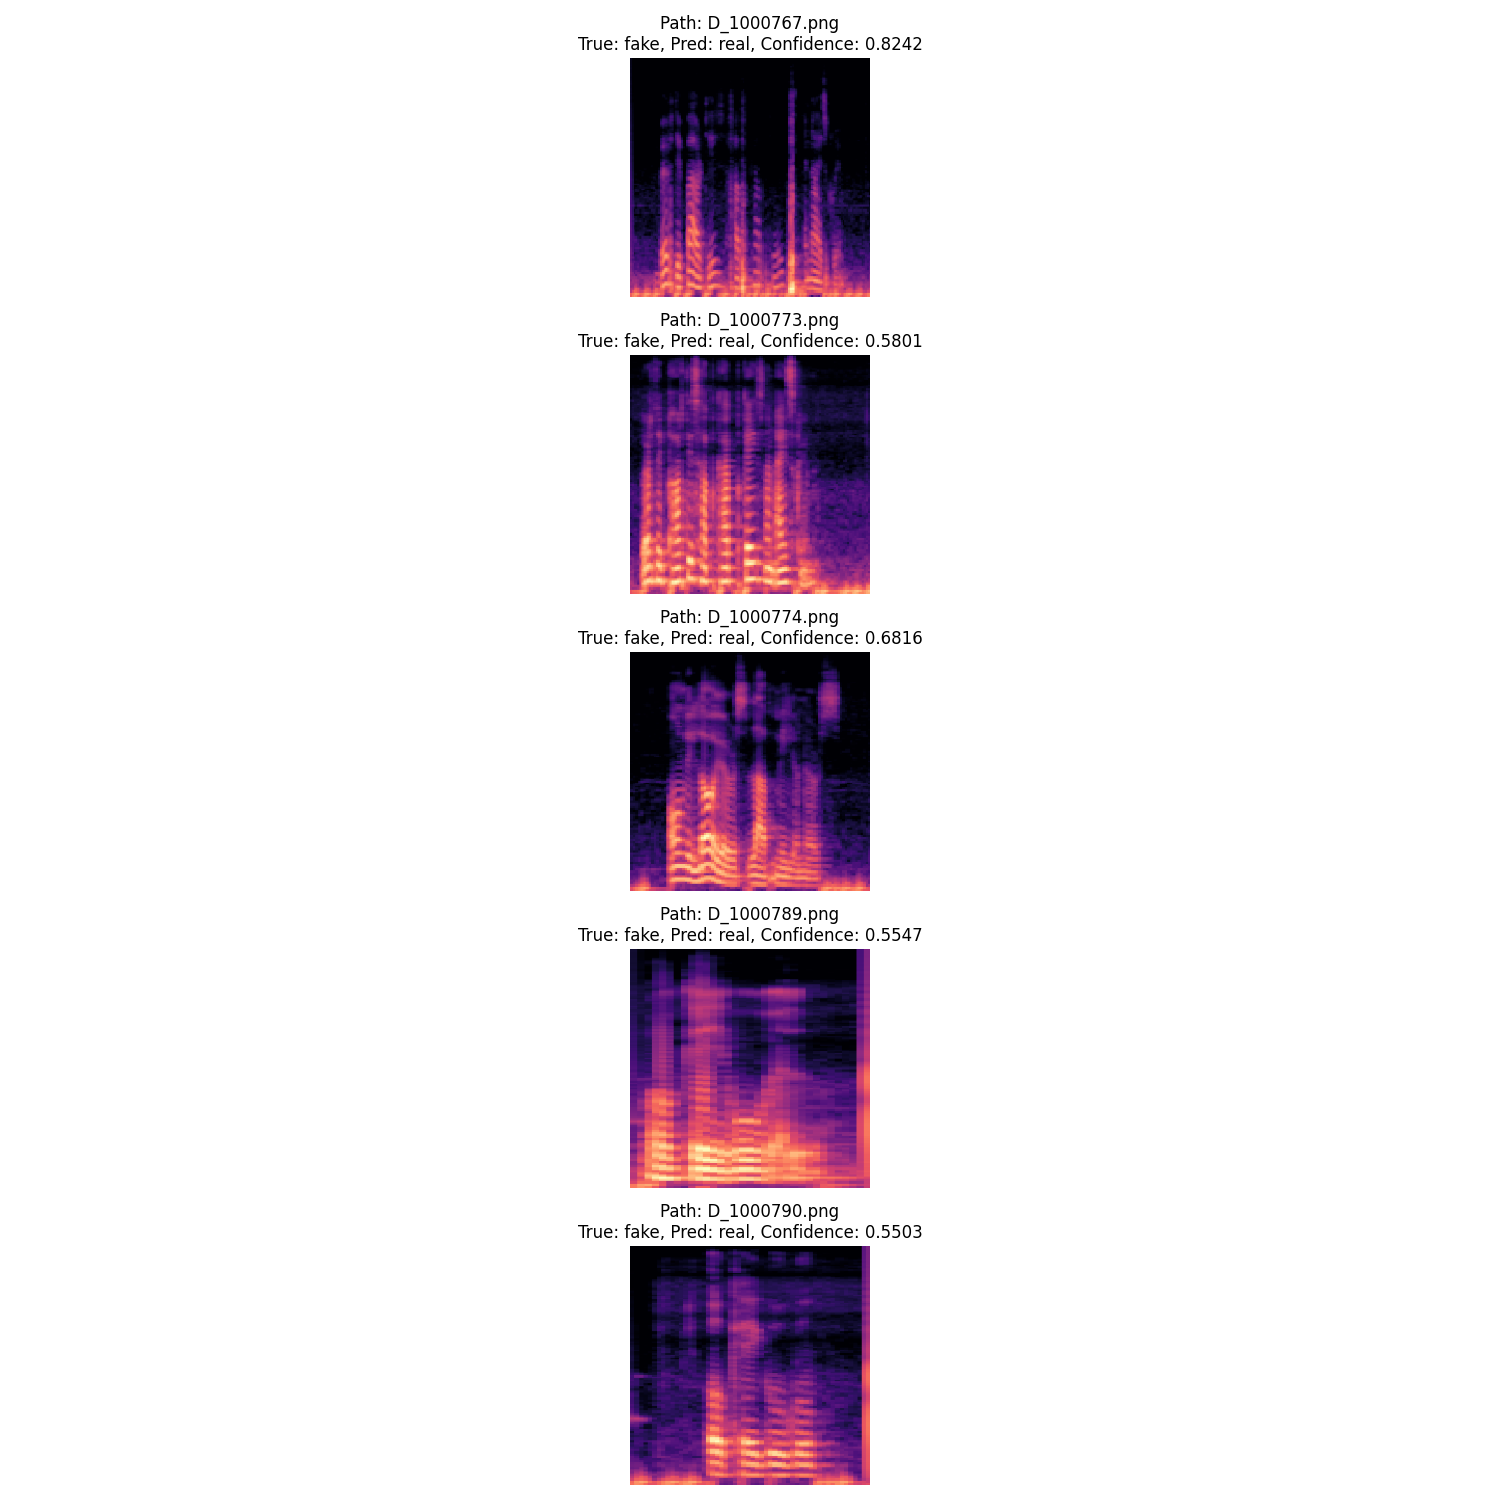 Path: D_1000767.png
True: fake, Pred: real, Confidence: 0.8242
Path: D_1000773.png
True: fake, Pred: real, Confidence: 0.5801
Path: D_1000774.png
True: fake, Pred: real, Confidence: 0.6816
Path: D_1000789.png
True: fake, Pred: real, Confidence: 0.5547
Path: D_1000790.png
True: fake, Pred: real, Confidence: 0.5503